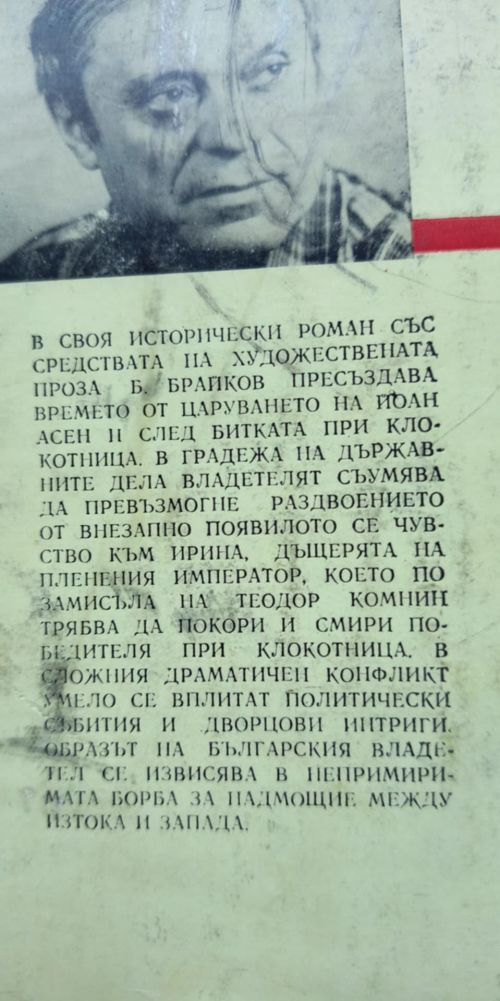 В СВОЯ ИСТОРИЧЕСКИ РОМАН СЪС
СРЕДСТВАТА НА ХУДОЖЕСТВЕНАТА
ПРОЗА Б. БРАНКОВ ПРЕСЪЗДАВА
ВРЕМЕТО ОТ ЦАРУВАНЕТО НА ЙОАН
АСЕН II СЛЕД БИТКАТА ПРИ КЛО-
КОТНИЦА. В ГРАДЕЖА НА ДЪРЖАВ-
НИТЕ ДЕЛА ВЛАДЕТЕЛЯТ СЪУМЯВА
ДА ПРЕВЪЗМОГНЕ РАЗДВОЕНИЕТО
ОТ ВНЕЗАПНО ПОЯВИЛОТО СЕ ЧУВ-
СТВО КЪМ ИРИНА, ДЪЩЕРЯТА НА
ПЛЕНЕНИЯ ИМПЕРАТОР, КОЕТО ПО
ЗАМИСЪЛА НА ТЕОДОР КОМНИН
ТРЯБВА ДА ПОКОРИ И СМИРИ ПО-
БЕДИТЕЛЯ ПРИ КЛОКОТНИЦА. В
СЛОЖНИЯ ДРАМАТИЧЕН КОНФЛИКТ
УМЕЛО СЕ ВПЛИТАТ ПОЛИТИЧЕСКИ
СЪБИТИЯ И ДВОРЦОВИ ИНТРИГИ.
ОБРАЗЪТ НА БЪЛГАРСКИЯ ВЛАДЕ-
ТЕЛ СЕ ИЗВИСЯВА В НЕПРИМИРИ-
МАТА БОРБА ЗА НАДМОЩИЕ МЕЖДУ
ИЗТОКА И ЗАПАДА.